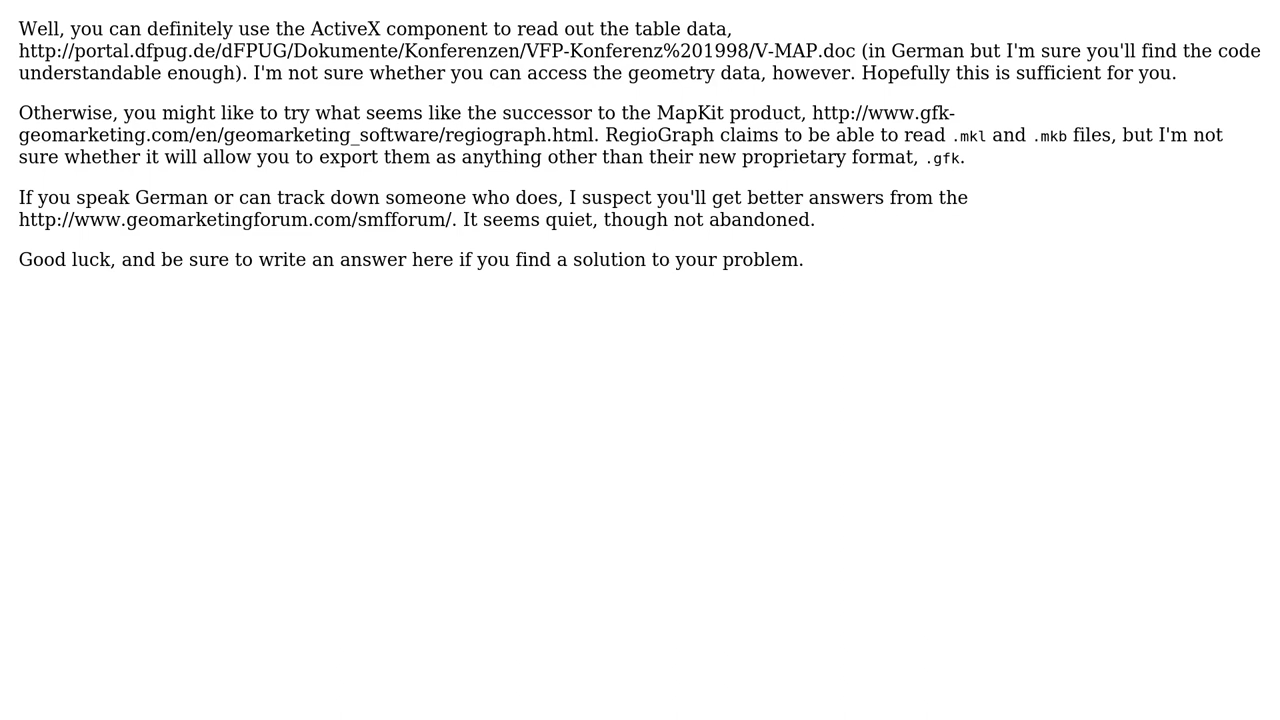 Well, you can definitely use the ActiveX component to read out the table data,
http://portal.dfpug.de/dFPUG/Dokumente/Konferenzen/VFP-Konferenz%201998/V-MAP.doc (in German but I'm sure you'll find the code
understandable enough). I'm not sure whether you can access the geometry data, however. Hopefully this is sufficient for you.
Otherwise, you might like to try what seems like the successor to the MapKit product, http://www.gfk-
geomarketing.com/en/geomarketing_software/regiograph.html. RegioGraph claims to be able to read .mkl and .mkb files, but I'm not
sure whether it will allow you to export them as anything other than their new proprietary format, .gfk.
If you speak German or can track down someone who does, I suspect you'll get better answers from the
http://www.geomarketingforum.com/smfforum/. It seems quiet, though not abandoned.
Good luck, and be sure to write an answer here if you find a solution to your problem.